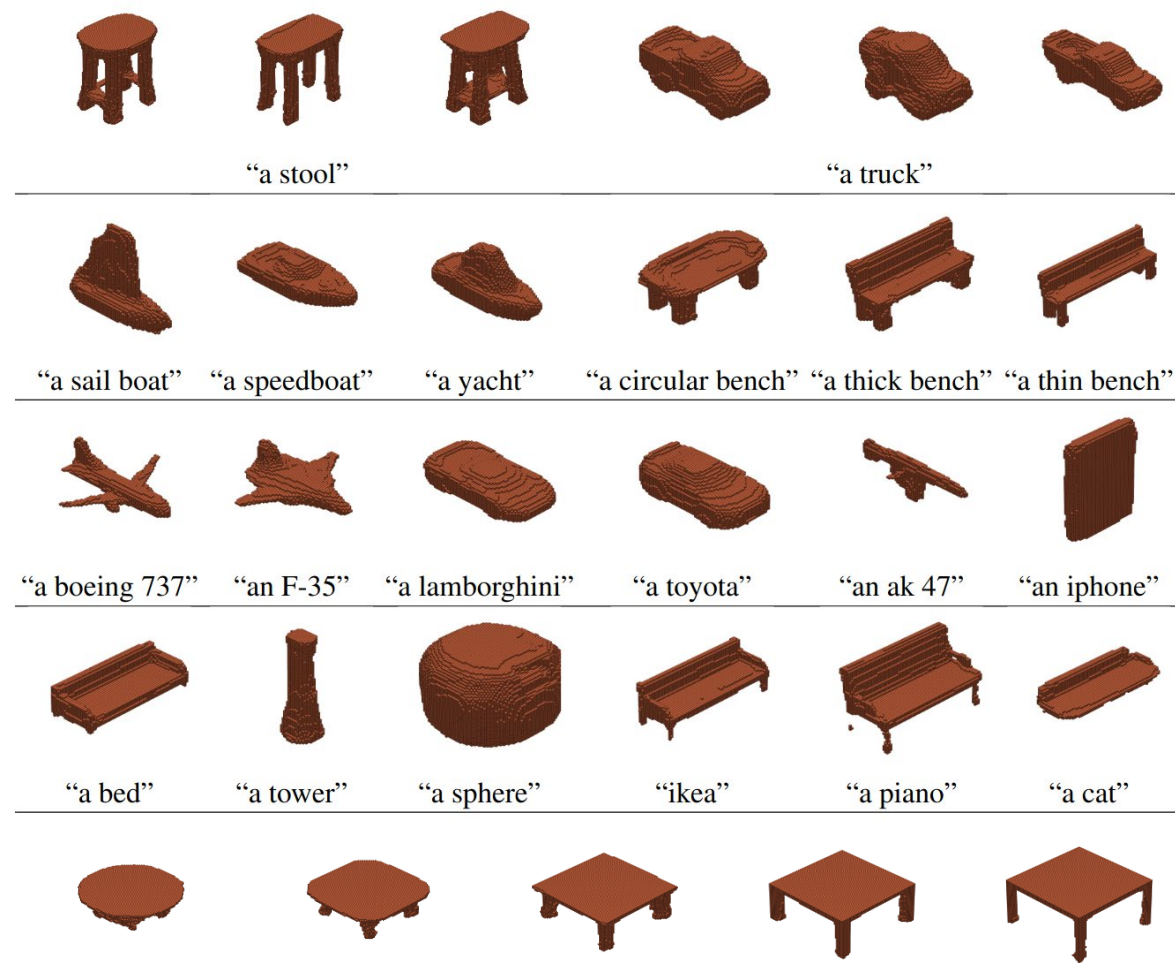 “a stool” “a truck”
“a sail boat” “a speedboat” “a yacht” “a circular bench” “a thick bench” “a thin bench”
“a boeing 737” “an F-35” “a lamborghini” “a toyota” “an ak 47” “an iphone”
“a bed” “a tower” “a sphere” “ikea” “a piano” “a cat”